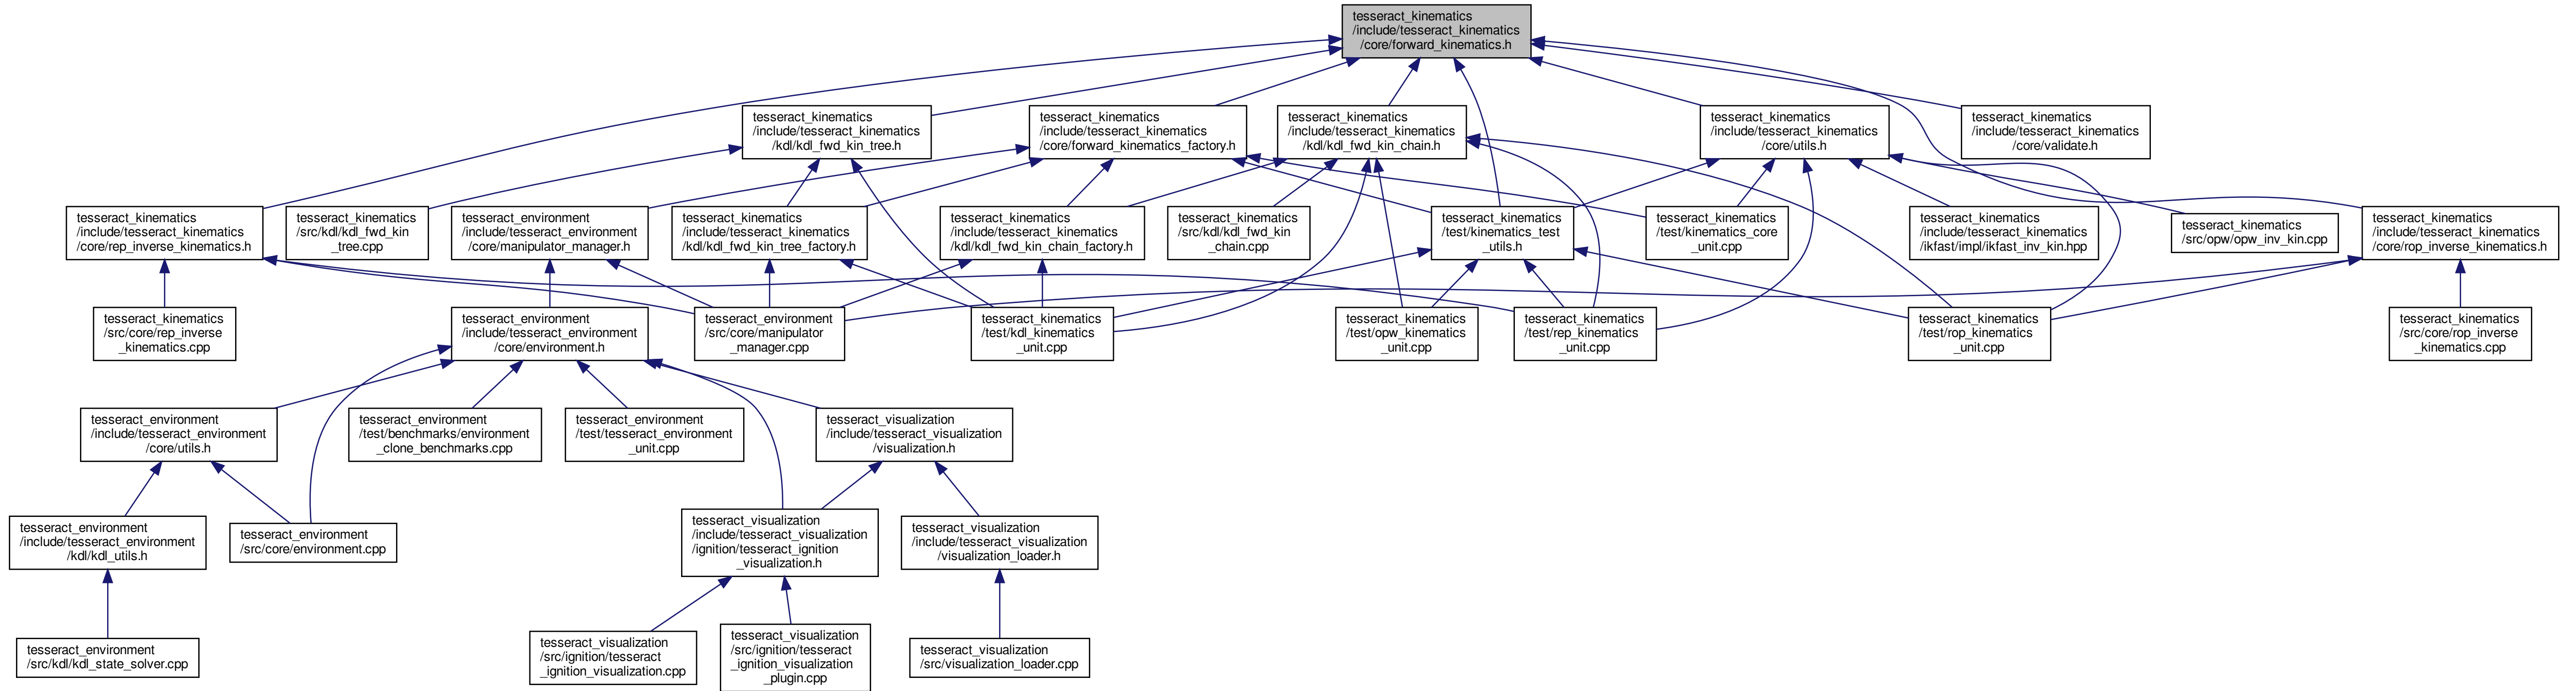 tesseract_kinematics
/include/tesseract_kinematics
/core/forward_kinematics.h
tesseract_kinematics
/include/tesseract_kinematics
/kdl/kdl_fwd_kin_tree.h
tesseract_kinematics
/include/tesseract_kinematics
/core/forward_kinematics_factory.h
tesseract_kinematics
/include/tesseract_kinematics
/kdl/kdl_fwd_kin_chain.h
tesseract_kinematics
/include/tesseract_kinematics
/core/utils.h
tesseract_kinematics
/include/tesseract_kinematics
/core/validate.h
tesseract_kinematics
/include/tesseract_kinematics
/core/rep_inverse_kinematics.h
tesseract_kinematics
/src/kdl/kdl_fwd_kin
_tree.cpp
tesseract_environment
/include/tesseract_environment
/core/manipulator_manager.h
tesseract_kinematics
/include/tesseract_kinematics
/kdl/kdl_fwd_kin_tree_factory.h
tesseract_kinematics
/include/tesseract_kinematics
/kdl/kdl_fwd_kin_chain_factory.h
tesseract_kinematics
/src/kdl/kdl_fwd_kin
_chain.cpp
tesseract_kinematics
/test/kinematics_test
_utils.h
tesseract_kinematics
/test/kinematics_core
_unit.cpp
tesseract_kinematics
/include/tesseract_kinematics
/ikfast/impl/ikfast_inv_kin.hpp
tesseract_kinematics
/src/opw/opw_inv_kin.cpp
tesseract_kinematics
/include/tesseract_kinematics
/core/rop_inverse_kinematics.h
tesseract_kinematics
/src/core/rep_inverse
_kinematics.cpp
tesseract_environment
/include/tesseract_environment
/core/environment.h
tesseract_environment
/src/core/manipulator
_manager.cpp
tesseract_kinematics
/test/kdl_kinematics
_unit.cpp
tesseract_kinematics
/test/opw_kinematics
_unit.cpp
tesseract_kinematics
/test/rep_kinematics
_unit.cpp
tesseract_kinematics
/test/rop_kinematics
_unit.cpp
tesseract_kinematics
/src/core/rop_inverse
_kinematics.cpp
tesseract_environment
/include/tesseract_environment
/core/utils.h
tesseract_environment
/test/benchmarks/environment
_clone_benchmarks.cpp
tesseract_environment
/test/tesseract_environment
_unit.cpp
tesseract_visualization
/include/tesseract_visualization
/visualization.h
tesseract_environment
/include/tesseract_environment
/kdl/kdl_utils.h
tesseract_environment
/src/core/environment.cpp
tesseract_visualization
/include/tesseract_visualization
/ignition/tesseract_ignition
_visualization.h
tesseract_visualization
/include/tesseract_visualization
/visualization_loader.h
tesseract_environment
/src/kdl/kdl_state_solver.cpp
tesseract_visualization
/src/ignition/tesseract
_ignition_visualization.cpp
tesseract_visualization
/src/ignition/tesseract
_ignition_visualization
_plugin.cpp
tesseract_visualization
/src/visualization_loader.cpp